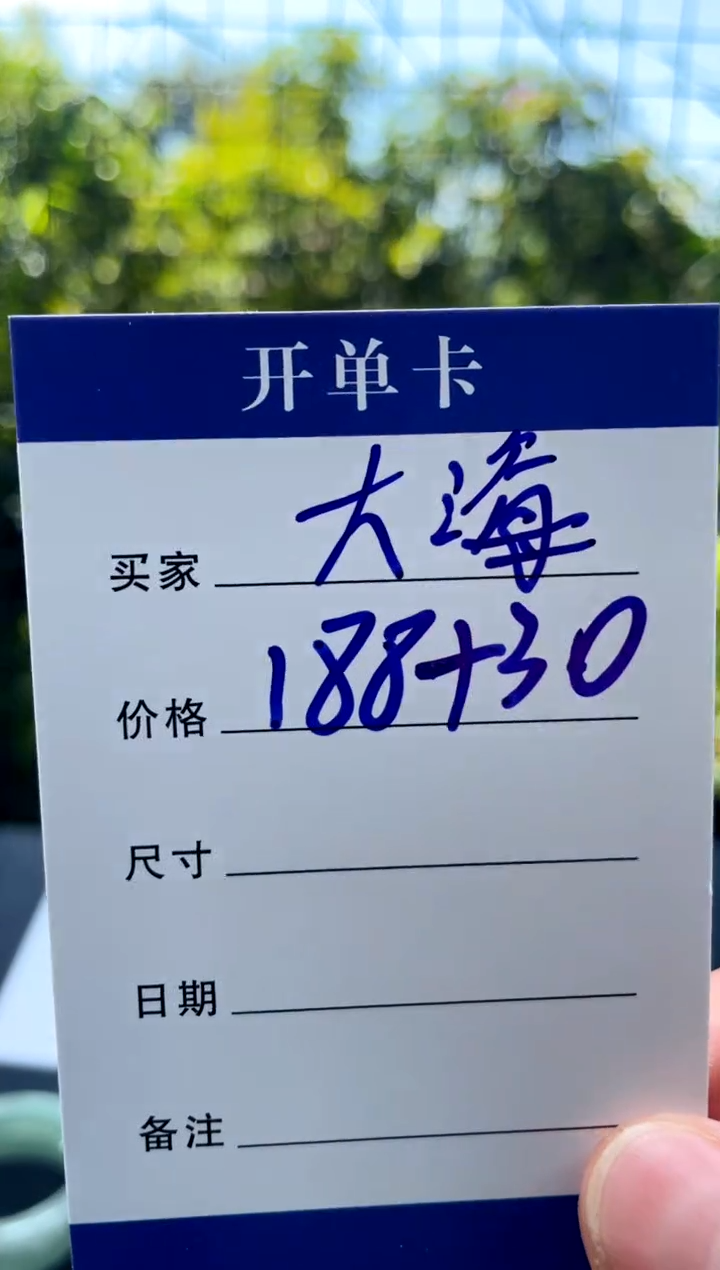 开单卡
买家 大海
价格 188+30
尺寸
日期
备注